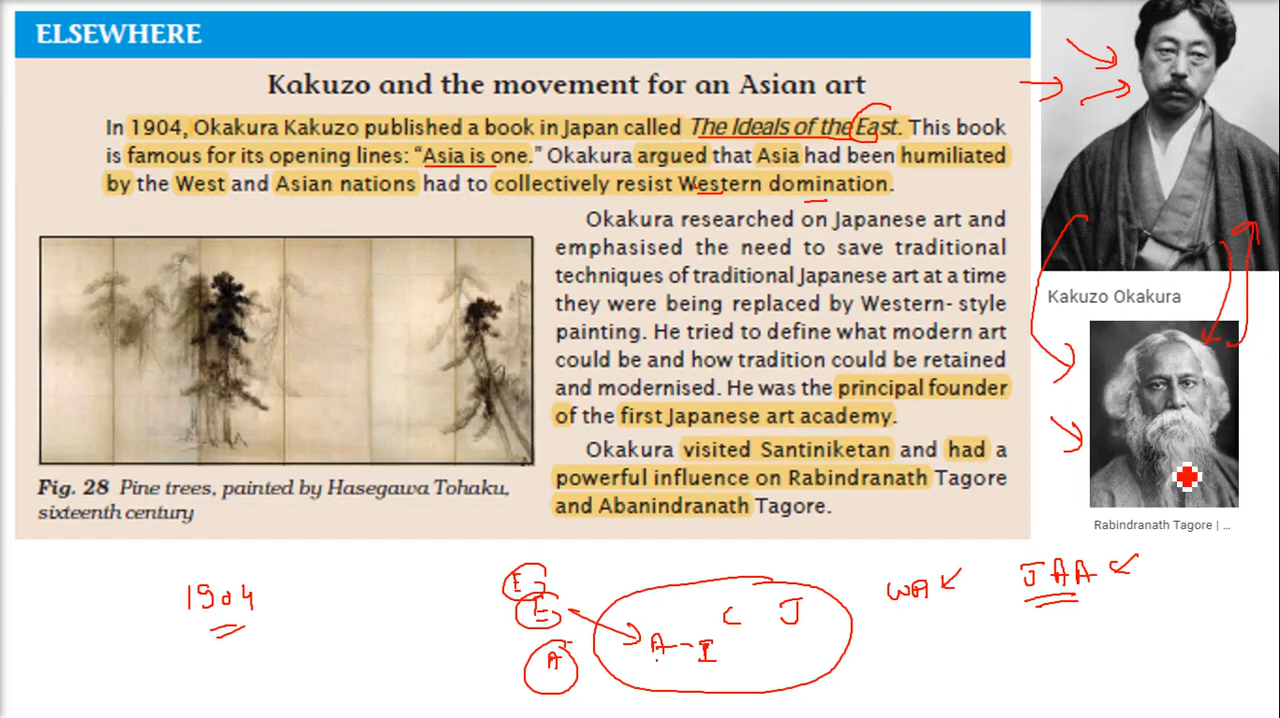 ELSEWHERE
Kakuzo and the movement for an Asian art
In 1904, Okakura Kakuzo published a book in Japan called The Ideals of the East. This book
is famous for its opening lines: “Asia is one.” Okakura argued that Asia had been humiliated
by the West and Asian nations had to collectively resist Western domination.
Okakura researched on Japanese art and
emphasised the need to save traditional
techniques of traditional Japanese art at a time
they were being replaced by Western- style
painting. He tried to define what modern art
could be and how tradition could be retained
and modernised. He was the principal founder
of the first Japanese art academy.
Okakura visited Santiniketan and had a
powerful influence on Rabindranath Tagore
and Abanindranath Tagore.
Fig. 28 Pine trees, painted by Hasegawa Tohaku,
sixteenth century
Kakuzo Okakura
Rabindranath Tagore | ...
1904
E
E
A
C J
A-I
WA
JAA